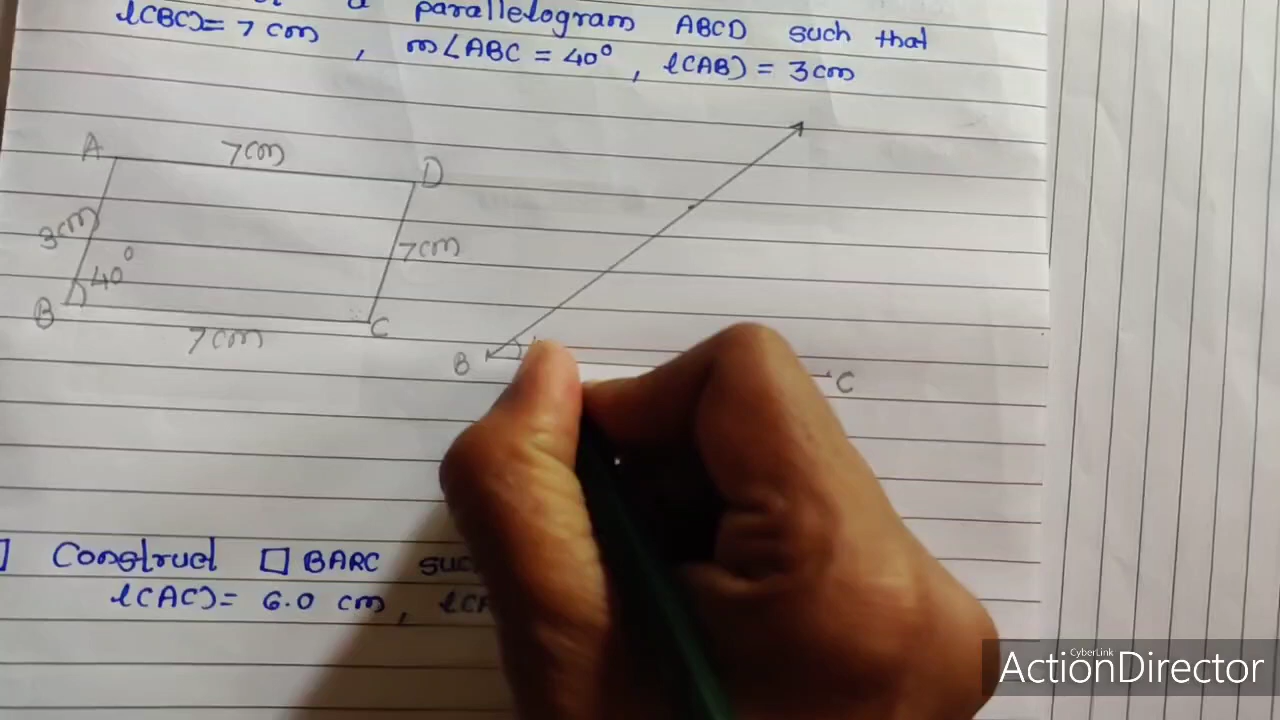 a parallelogram ABCD such that
l(BC) = 7 cm , m∠ABC = 40° , l(AB) = 3 cm
A 7cm D
3cm 40° 7cm
B 7cm C
B C
Construct □ BARC
l(AC) = 6.0 cm ,
CyberLink
ActionDirector